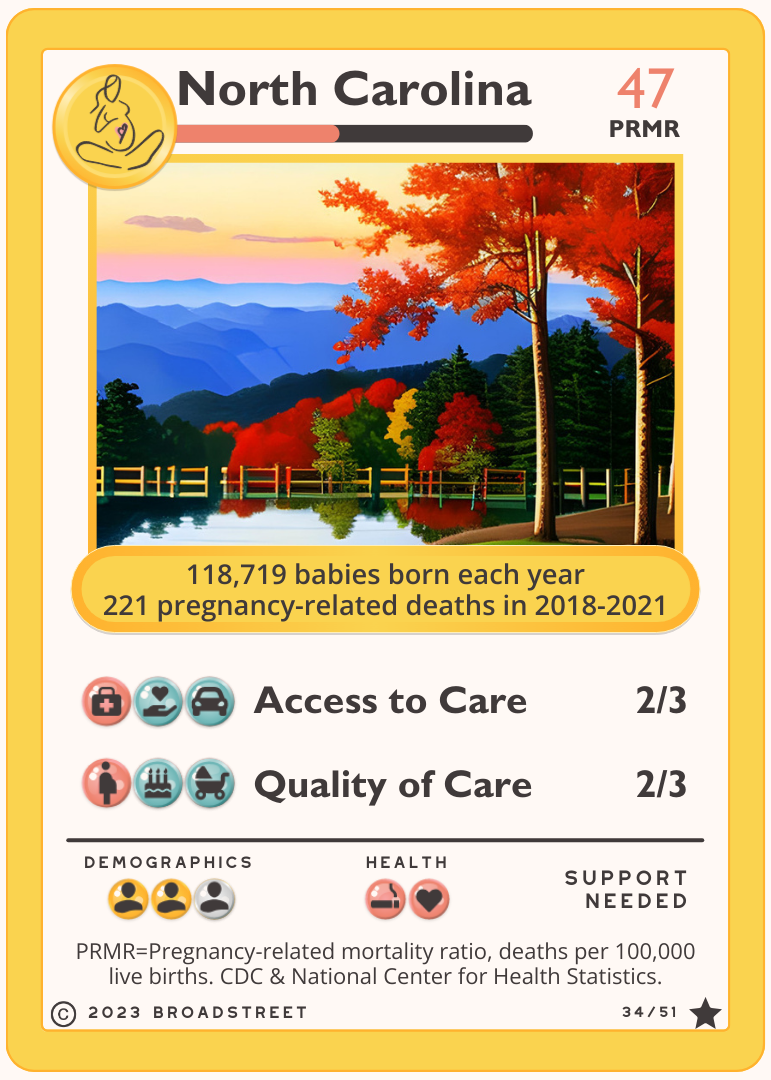 North Carolina
47
PRMR
118,719 babies born each year
221 pregnancy-related deaths in 2018-2021
Access to Care 2/3
Quality of Care 2/3
DEMOGRAPHICS
HEALTH
SUPPORT
NEEDED
PRMR=Pregnancy-related mortality ratio, deaths per 100,000
live births. CDC & National Center for Health Statistics.
© 2023 BROADSTREET
34/51